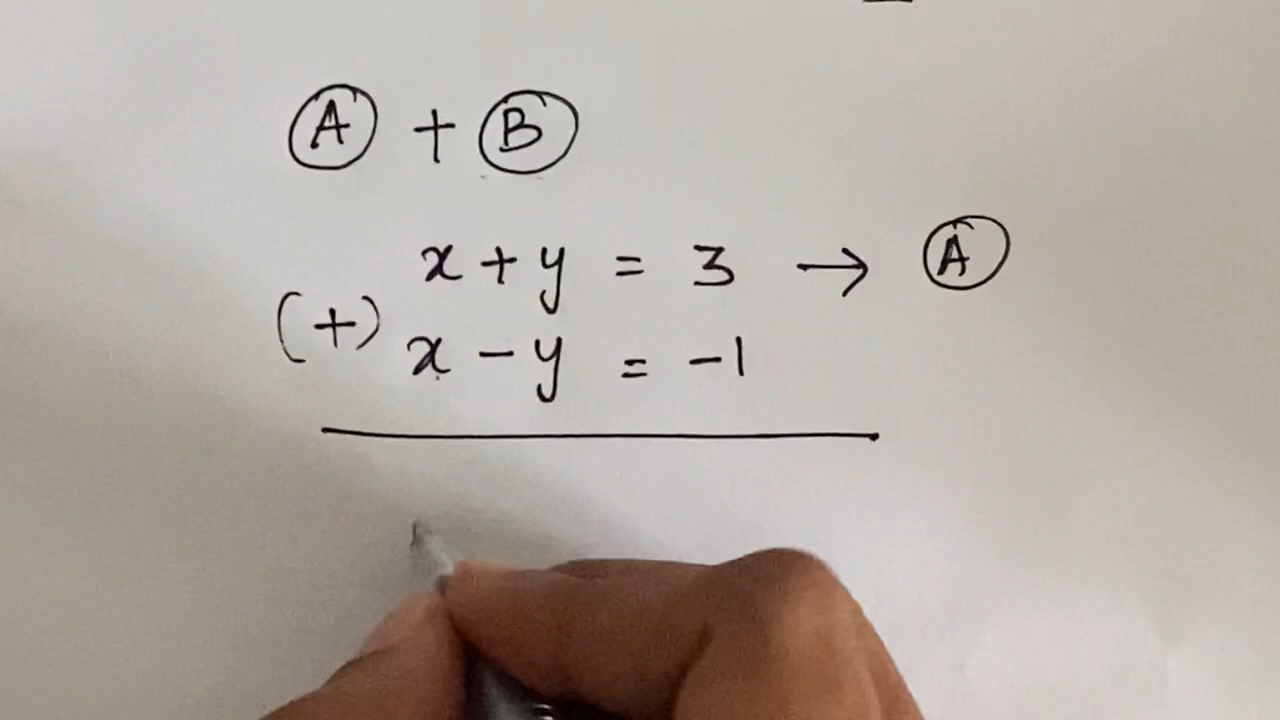 Ⓐ + Ⓑ
x + y = 3 → Ⓐ
(+) x - y = -1